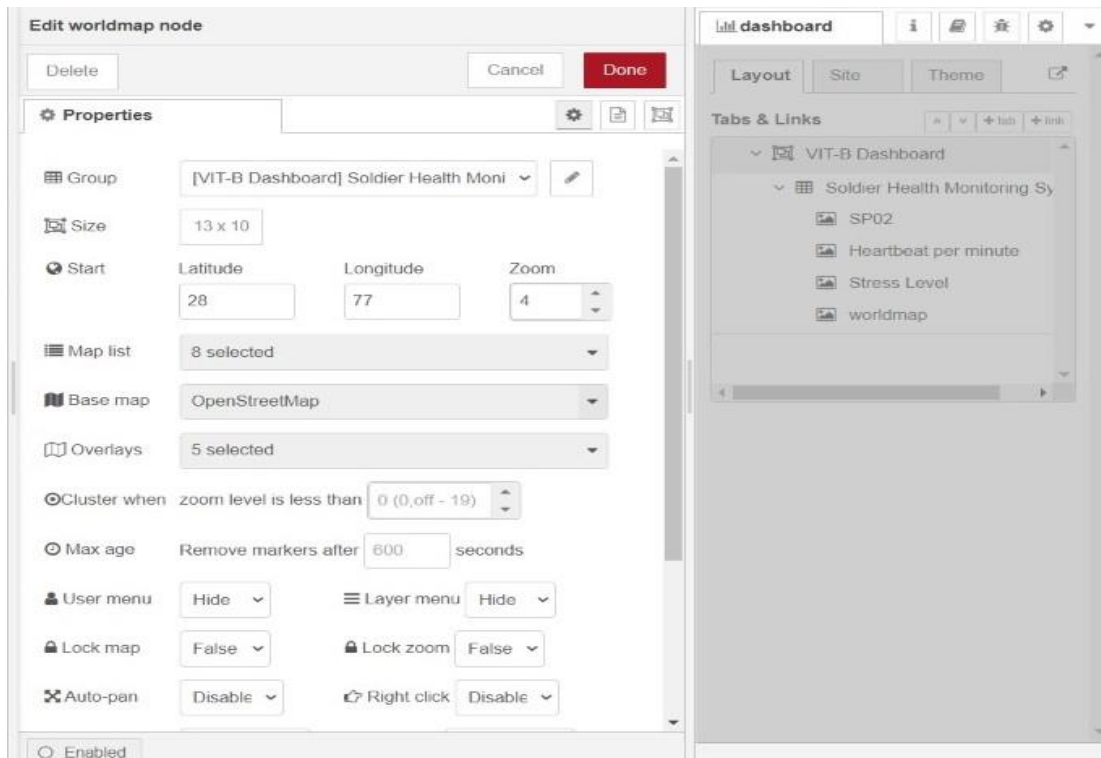 Edit worldmap node
Delete
Cancel
Done
Properties
Group
[VIT-B Dashboard] Soldier Health Moni
Size
13 x 10
Start
Latitude
Longitude
Zoom
28
77
4
Map list
8 selected
Base map
OpenStreetMap
Overlays
5 selected
Cluster when zoom level is less than 0 (0,off - 19)
Max age Remove markers after 600 seconds
User menu Hide Layer menu Hide
Lock map False Lock zoom False
Auto-pan Disable Right click Disable
Enabled
dashboard
i
Layout
Site
Theme
Tabs & Links
+ tab
+ link
VIT-B Dashboard
Soldier Health Monitoring Sy
SP02
Heartbeat per minute
Stress Level
worldmap